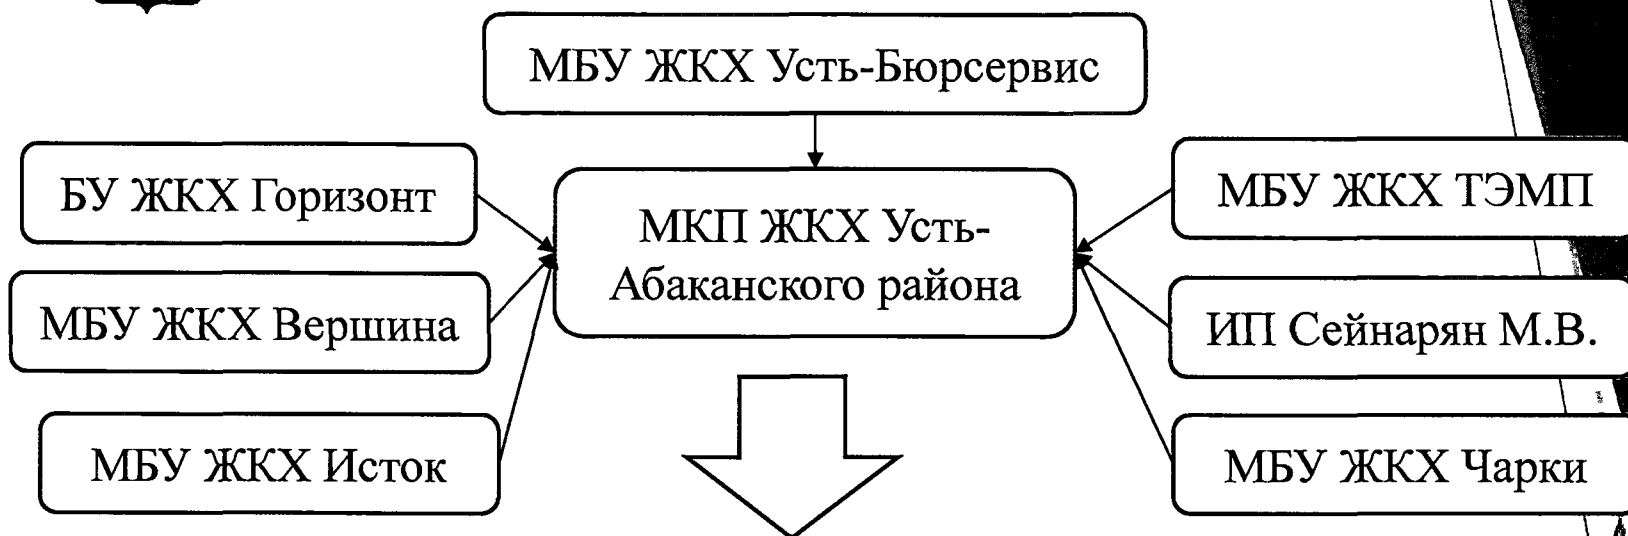 МБУ ЖКХ Усть-Бюрсервис
БУ ЖКХ Горизонт
МКП ЖКХ Усть-
Абаканского района
МБУ ЖКХ ТЭМП
МБУ ЖКХ Вершина
ИП Сейнарян М.В.
МБУ ЖКХ Исток
МБУ ЖКХ Чарки